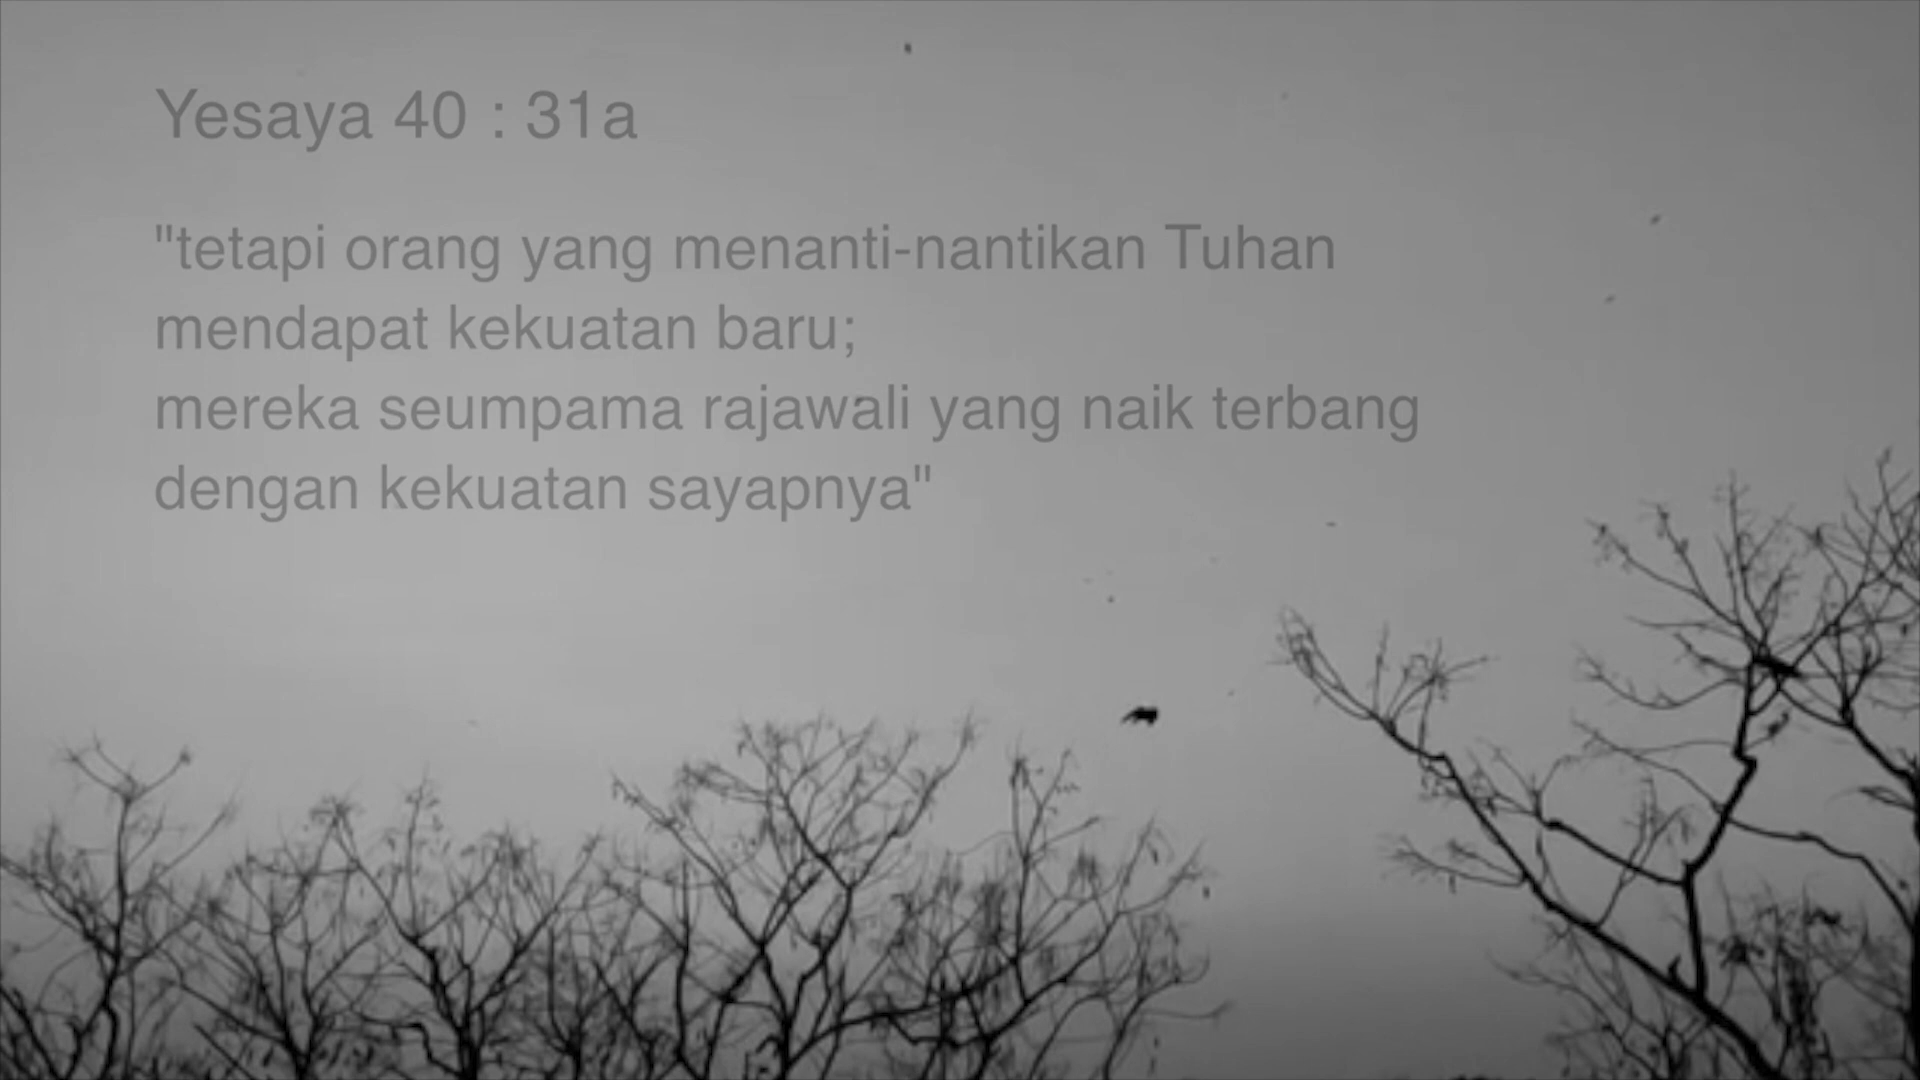 Yesaya 40 : 31a
"tetapi orang yang menanti-nantikan Tuhan
mendapat kekuatan baru;
mereka seumpama rajawali yang naik terbang
dengan kekuatan sayapnya"